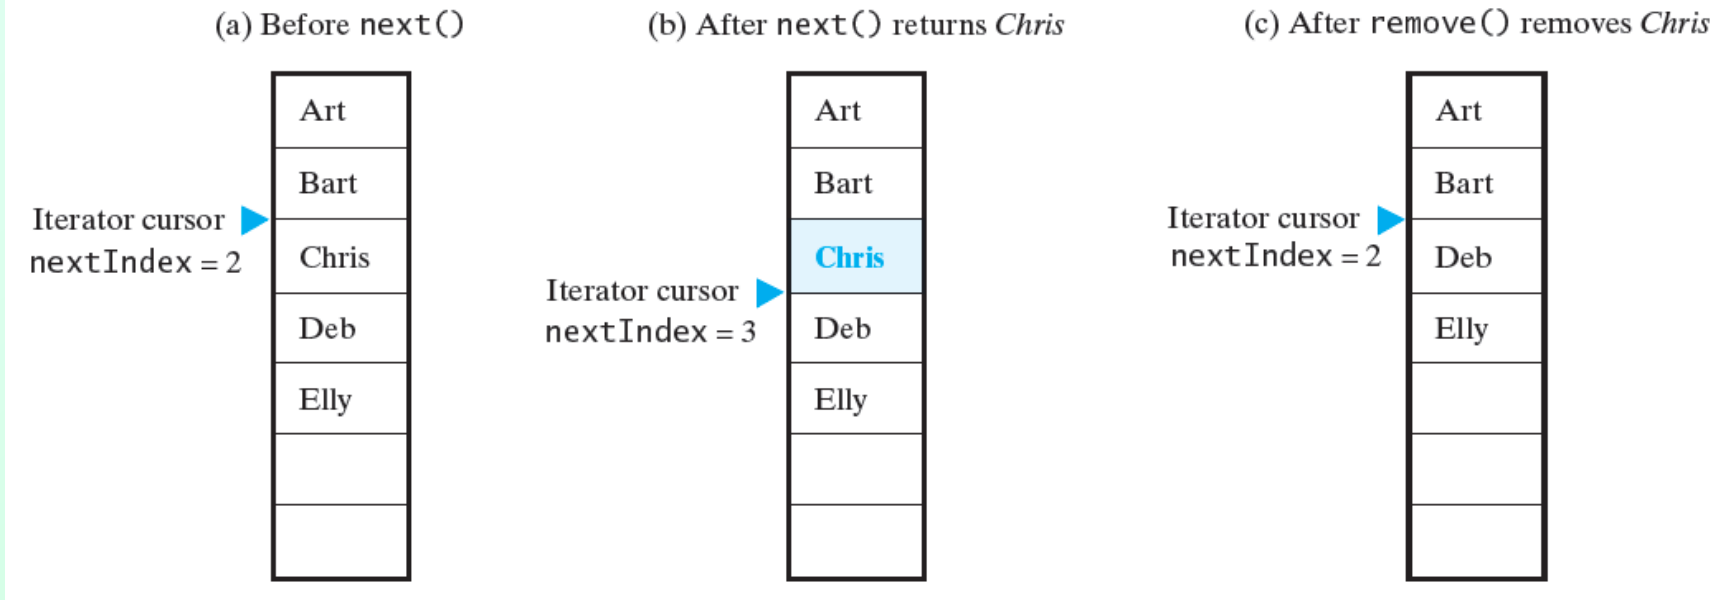 (a) Before next()
Art
Bart
Iterator cursor
nextIndex = 2
Chris
Deb
Elly
(b) After next() returns Chris
Art
Bart
Chris
Iterator cursor
nextIndex = 3
Deb
Elly
(c) After remove() removes Chris
Art
Bart
Iterator cursor
nextIndex = 2
Deb
Elly